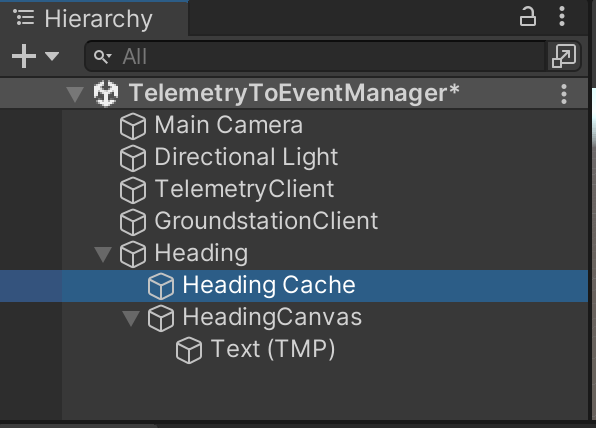 Hierarchy
All
TelemetryToEventManager*
Main Camera
Directional Light
TelemetryClient
GroundstationClient
Heading
Heading Cache
HeadingCanvas
Text (TMP)